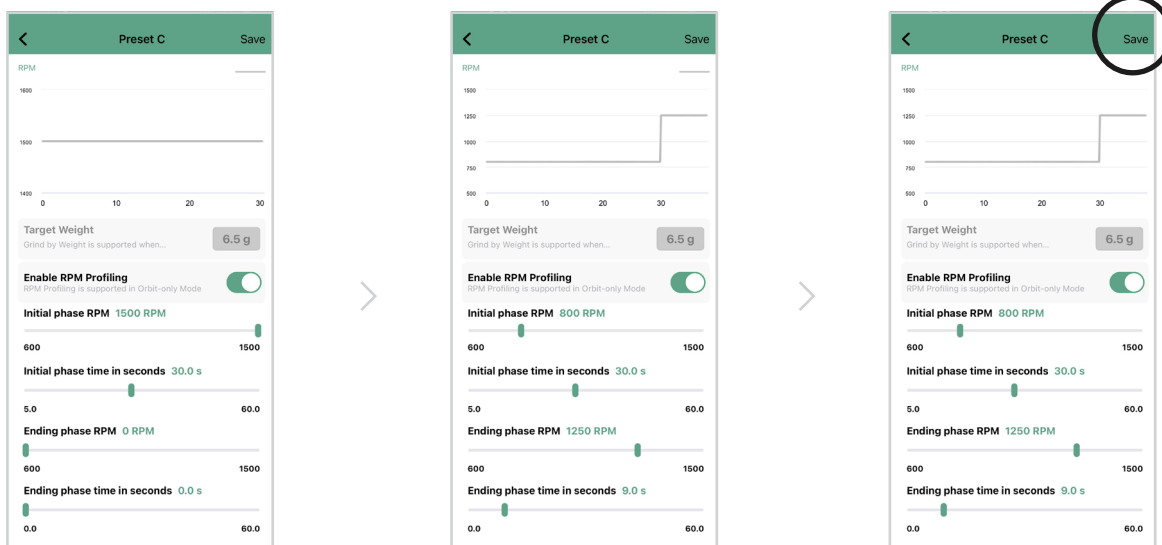 Preset C Save
RPM
1600
1500
1400
0 10 20 30
Target Weight
Grind by Weight is supported when...
6.5 g
Enable RPM Profiling
RPM Profiling is supported in Orbit-only Mode
Initial phase RPM 1500 RPM
600 1500
Initial phase time in seconds 30.0 s
5.0 60.0
Ending phase RPM 0 RPM
600 1500
Ending phase time in seconds 0.0 s
0.0 60.0
Preset C Save
RPM
1500
1250
1000
750
500
0 10 20 30
Target Weight
Grind by Weight is supported when...
6.5 g
Enable RPM Profiling
RPM Profiling is supported in Orbit-only Mode
Initial phase RPM 800 RPM
600 1500
Initial phase time in seconds 30.0 s
5.0 60.0
Ending phase RPM 1250 RPM
600 1500
Ending phase time in seconds 9.0 s
0.0 60.0
Preset C Save
RPM
1500
1250
1000
750
500
0 10 20 30
Target Weight
Grind by Weight is supported when...
6.5 g
Enable RPM Profiling
RPM Profiling is supported in Orbit-only Mode
Initial phase RPM 800 RPM
600 1500
Initial phase time in seconds 30.0 s
5.0 60.0
Ending phase RPM 1250 RPM
600 1500
Ending phase time in seconds 9.0 s
0.0 60.0